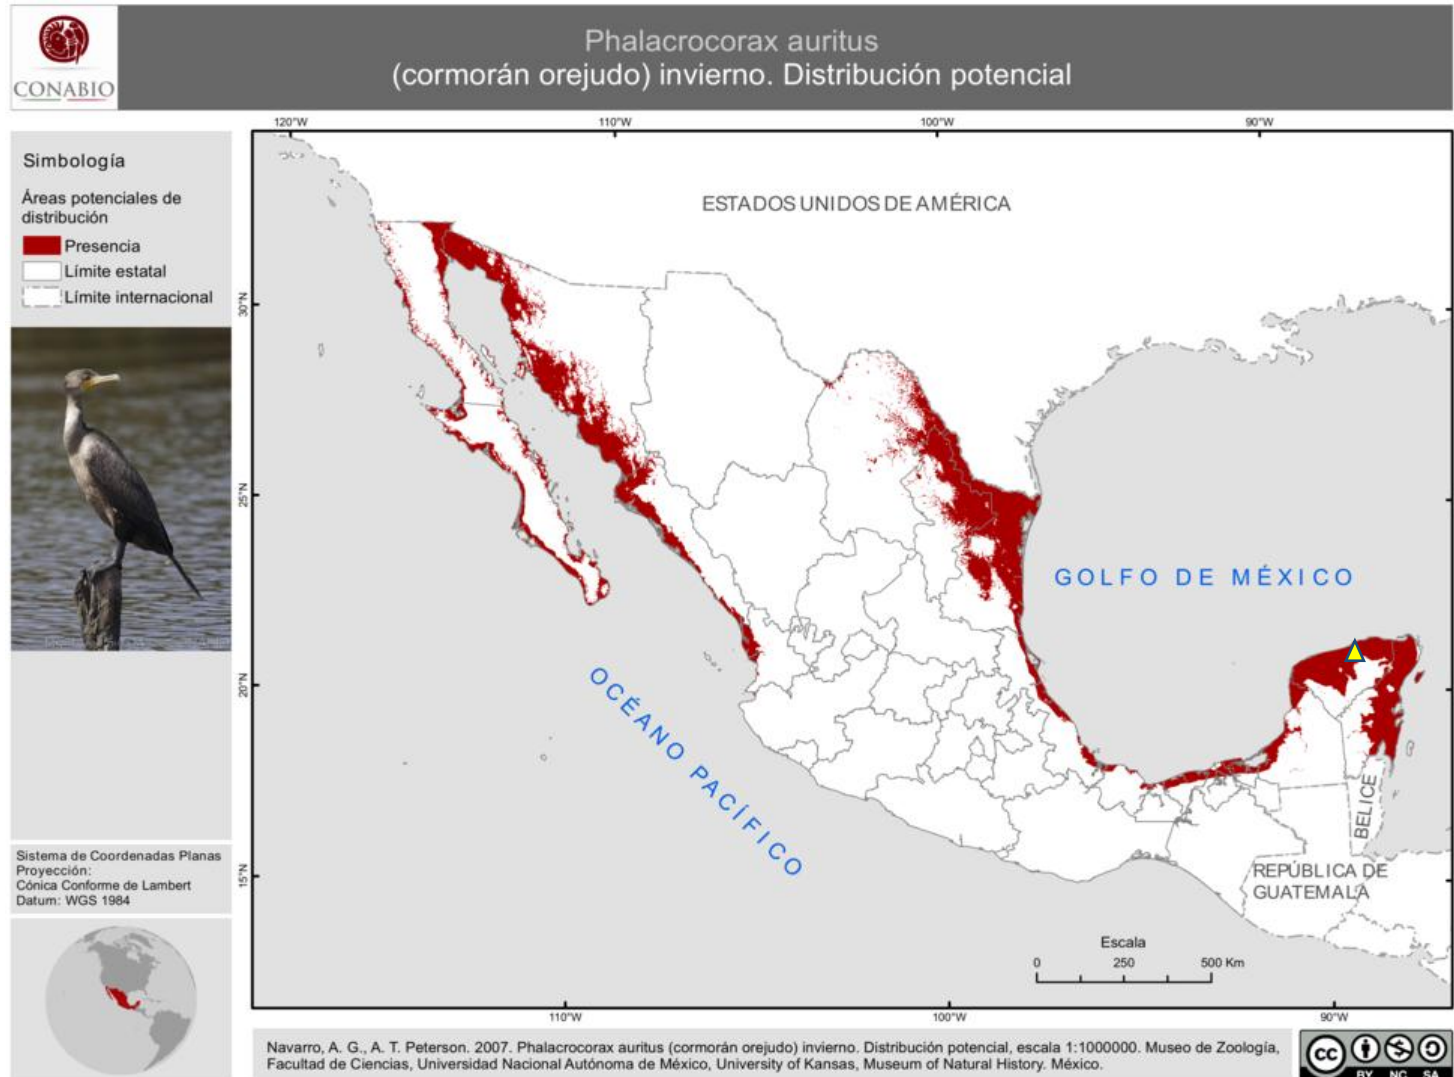 CONABIO
Phalacrocorax auritus
(cormorán orejudo) invierno. Distribución potencial
Simbología
Áreas potenciales de
distribución
Presencia
Límite estatal
Límite internacional
120°W
110°W
100°W
90°W
30°N
25°N
20°N
15°N
ESTADOS UNIDOS DE AMÉRICA
GOLFO DE MÉXICO
OCÉANO PACÍFICO
BELICE
REPÚBLICA DE
GUATEMALA
Escala
0 250 500 Km
110°W
100°W
90°W
Sistema de Coordenadas Planas
Proyección:
Cónica Conforme de Lambert
Datum: WGS 1984
Navarro, A. G., A. T. Peterson. 2007. Phalacrocorax auritus (cormorán orejudo) invierno. Distribución potencial, escala 1:1000000. Museo de Zoología,
Facultad de Ciencias, Universidad Nacional Autónoma de México, University of Kansas, Museum of Natural History. México.
cc
BY NC SA